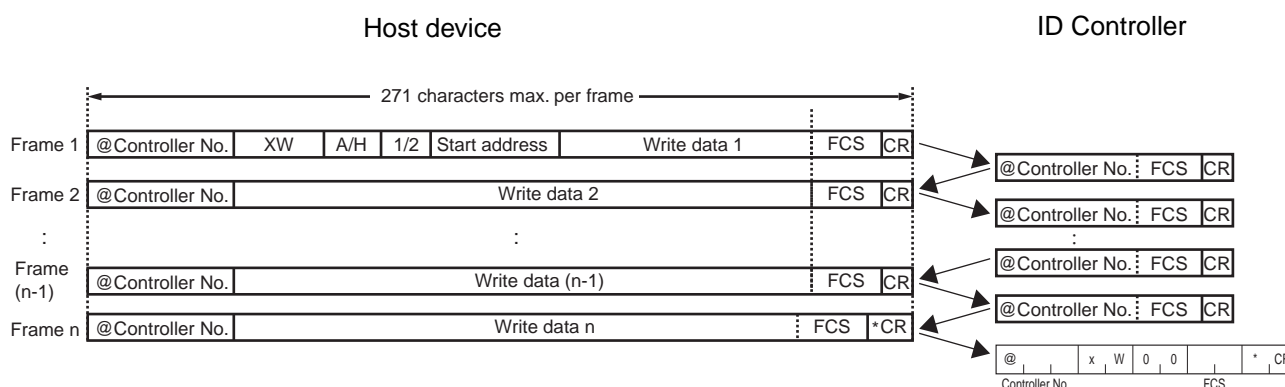 Host device
ID Controller
271 characters max. per frame
Frame 1 @Controller No. XW A/H 1/2 Start address Write data 1 FCS CR
@Controller No. FCS CR
Frame 2 @Controller No. Write data 2 FCS CR
@Controller No. FCS CR
: : :
@Controller No. FCS CR
Frame
(n-1) @Controller No. Write data (n-1) FCS CR
@Controller No. FCS CR
Frame n @Controller No. Write data n FCS *CR
@ x W 0 0 * CR
Controller No. FCS